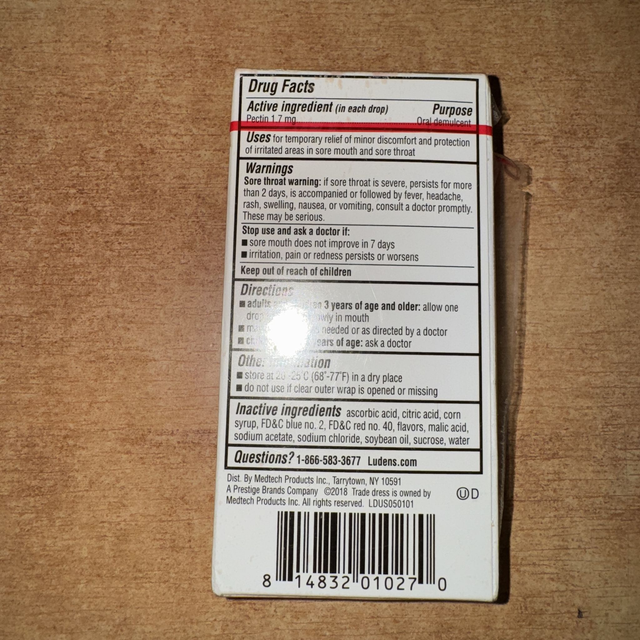 Drug Facts
Active ingredient (in each drop) Purpose
Pectin 1.7 mg Oral demulcent
Uses for temporary relief of minor discomfort and protection
of irritated areas in sore mouth and sore throat
Warnings
Sore throat warning: if sore throat is severe, persists for more
than 2 days, is accompanied or followed by fever, headache,
rash, swelling, nausea, or vomiting, consult a doctor promptly.
These may be serious.
Stop use and ask a doctor if:
■ sore mouth does not improve in 7 days
■ irritation, pain or redness persists or worsens
Keep out of reach of children
Directions
■ adults 3 years of age and older: allow one
in mouth
■ needed or as directed by a doctor
■ of age: ask a doctor
Other information
■ store at 20°-25°C (68°-77°F) in a dry place
■ do not use if clear outer wrap is opened or missing
Inactive ingredients ascorbic acid, citric acid, corn
syrup, FD&C blue no. 2, FD&C red no. 40, flavors, malic acid,
sodium acetate, sodium chloride, soybean oil, sucrose, water
Questions? 1-866-583-3677 Ludens.com
Dist. By Medtech Products Inc., Tarrytown, NY 10591
A Prestige Brands Company ©2018 Trade dress is owned by
Medtech Products Inc. All rights reserved. LDUS050101
Ⓤ D
8 14832 01027 0